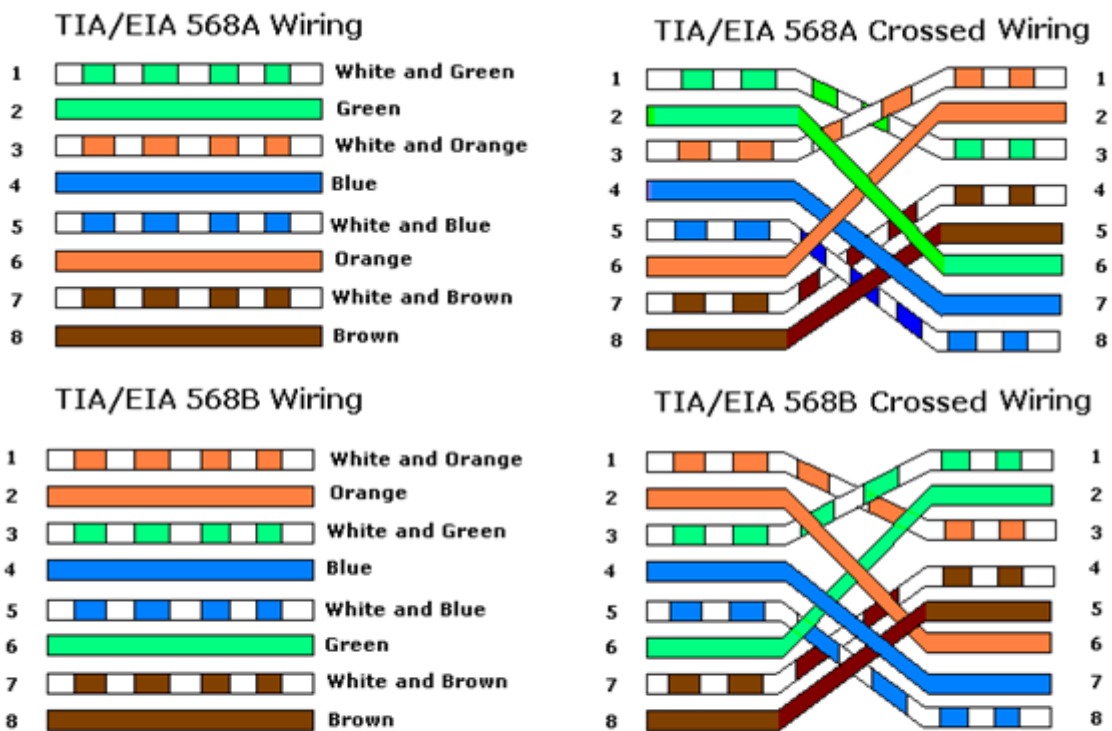 TIA/EIA 568A Wiring
1 White and Green
2 Green
3 White and Orange
4 Blue
5 White and Blue
6 Orange
7 White and Brown
8 Brown
TIA/EIA 568A Crossed Wiring
1 1
2 2
3 3
4 4
5 5
6 6
7 7
8 8
TIA/EIA 568B Wiring
1 White and Orange
2 Orange
3 White and Green
4 Blue
5 White and Blue
6 Green
7 White and Brown
8 Brown
TIA/EIA 568B Crossed Wiring
1 1
2 2
3 3
4 4
5 5
6 6
7 7
8 8